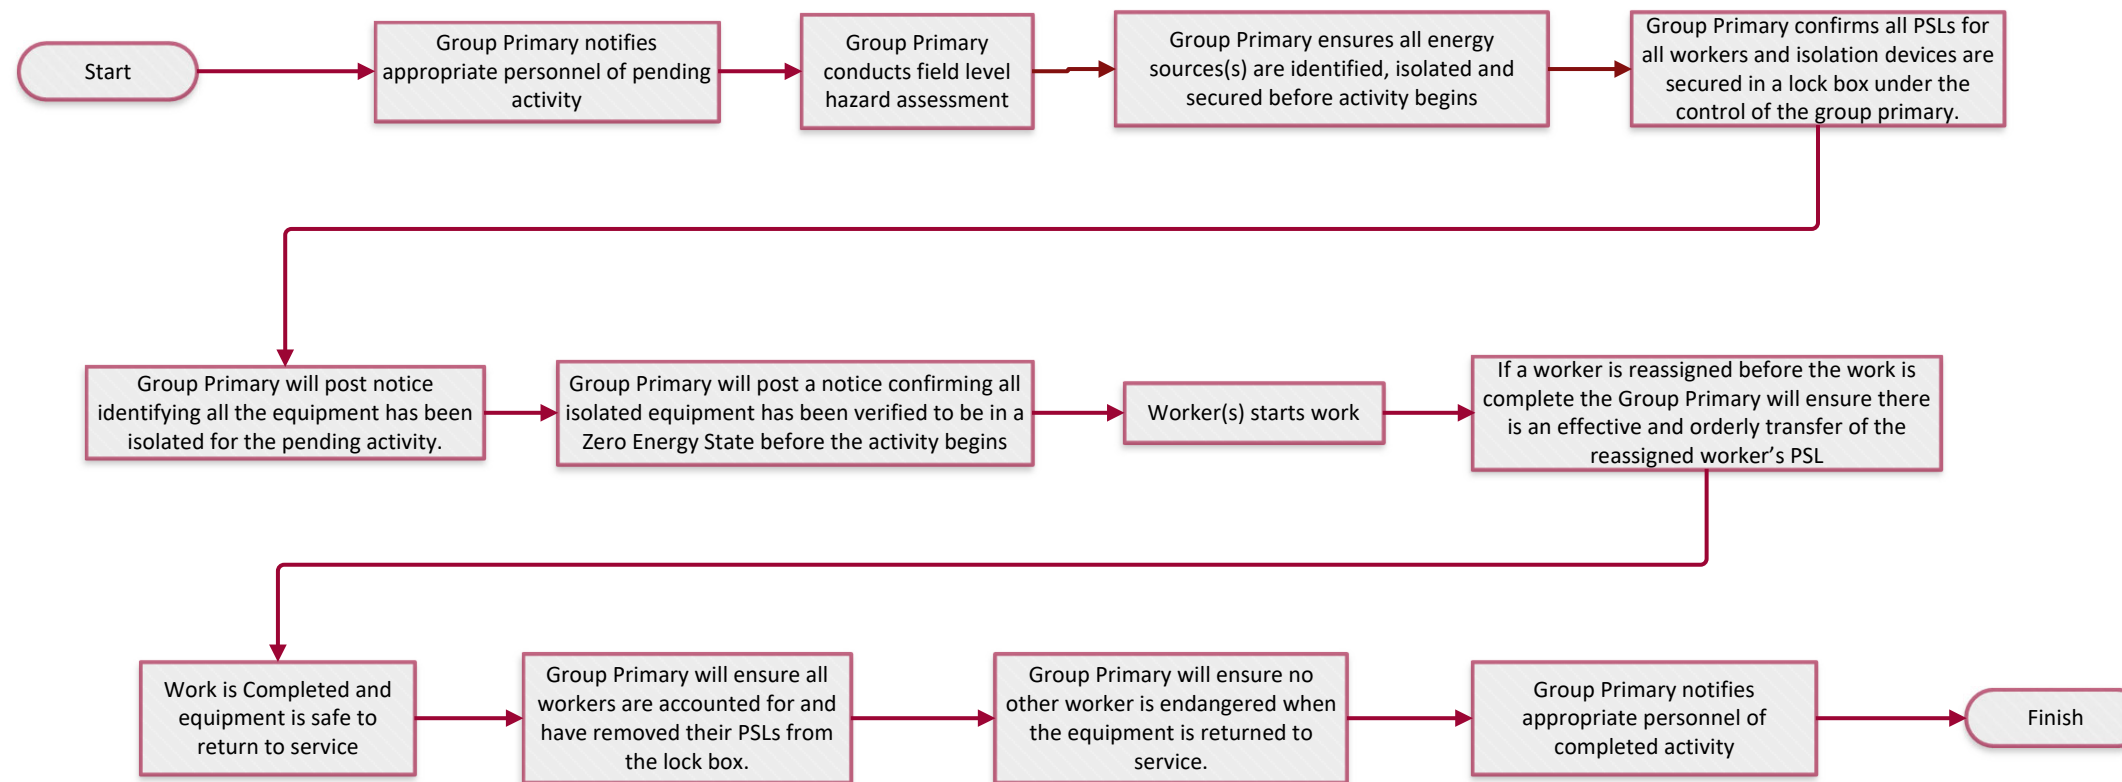 Start
Group Primary notifies
appropriate personnel of pending
activity
Group Primary
conducts field level
hazard assessment
Group Primary ensures all energy
sources(s) are identified, isolated and
secured before activity begins
Group Primary confirms all PSLs for
all workers and isolation devices are
secured in a lock box under the
control of the group primary.
Group Primary will post notice
identifying all the equipment has been
isolated for the pending activity.
Group Primary will post a notice confirming all
isolated equipment has been verified to be in a
Zero Energy State before the activity begins
Worker(s) starts work
If a worker is reassigned before the work is
complete the Group Primary will ensure there
is an effective and orderly transfer of the
reassigned worker’s PSL
Work is Completed and
equipment is safe to
return to service
Group Primary will ensure all
workers are accounted for and
have removed their PSLs from
the lock box.
Group Primary will ensure no
other worker is endangered when
the equipment is returned to
service.
Group Primary notifies
appropriate personnel of
completed activity
Finish